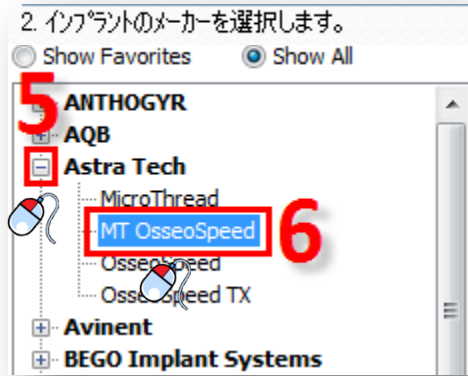 2. インプラントのメーカーを選択します。
Show Favorites Show All
5
ANTHOGYR
AQB
Astra Tech
MicroThread
MT OsseoSpeed
6
OsseoSpeed
OsseoSpeed TX
Avinent
BEGO Implant Systems